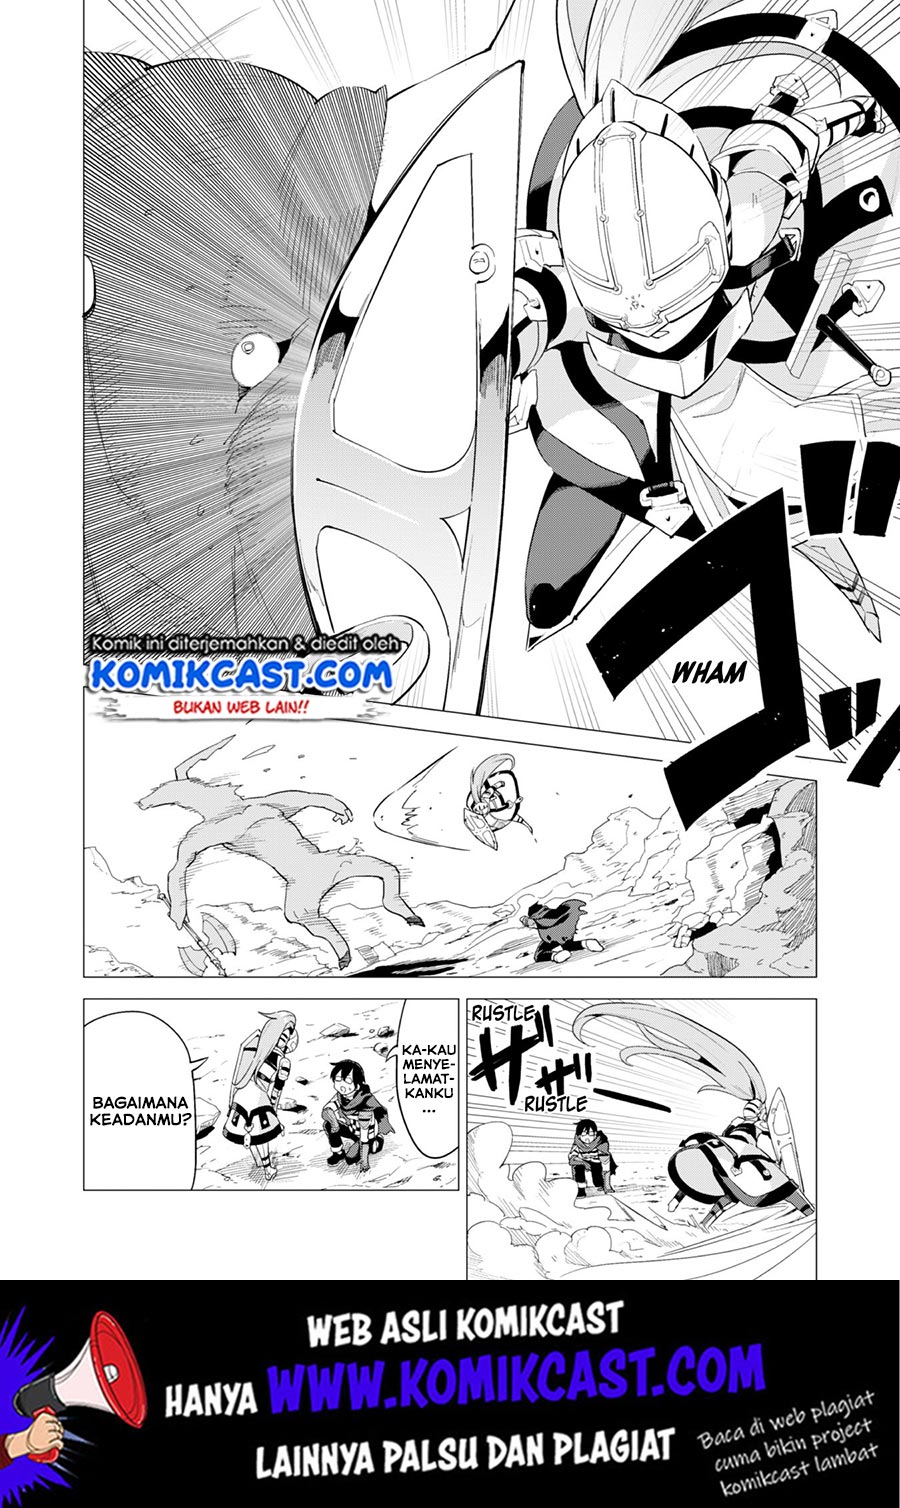 WHAM
ゴッ
Komik ini diterjemahkan & diedit oleh
KOMIKCAST.COM
BUKAN WEB LAIN!!
RUSTLE
ザザ
RUSTLE
KA-KAU
MENYE-
LAMAT-
KANKU
...
BAGAIMANA
KEADANMU?
WEB ASLI KOMIKCAST
HANYA WWW.KOMIKCAST.COM
LAINNYA PALSU DAN PLAGIAT
Baca di web plagiat
cuma bikin project
komikcast lambat